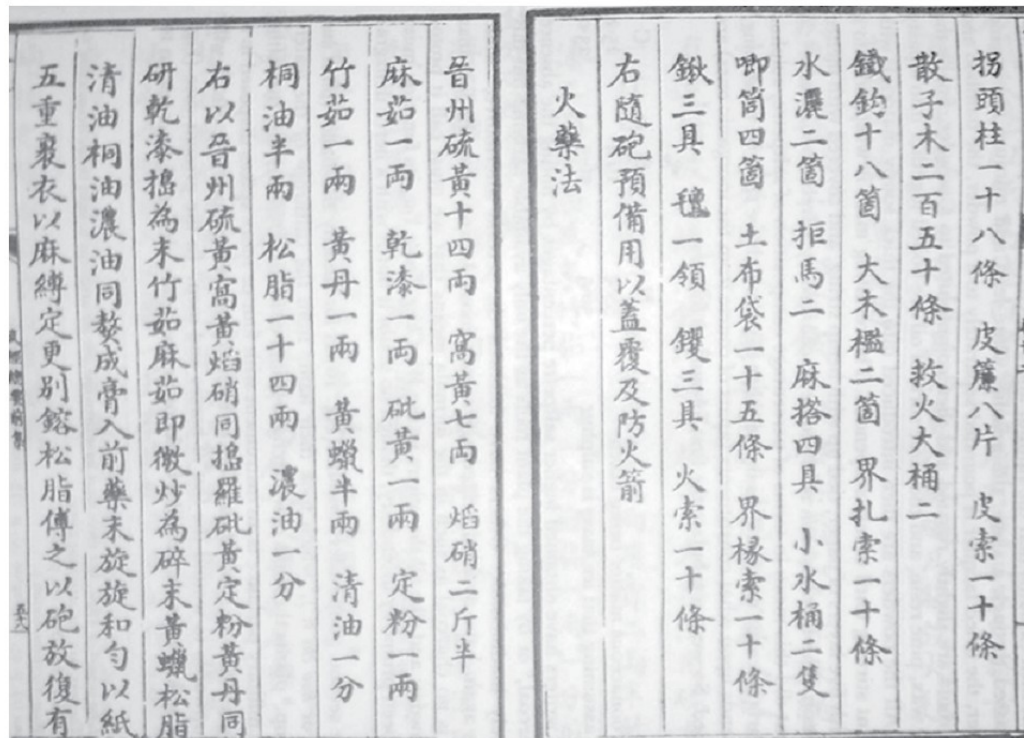 拐頭柱一十八條 皮簾八片 皮索一十條
散子木二百五十條 救火大桶二
鐵鈎十八箇 大木檻二箇 界扎索一十條
水濃二箇 拒馬二 麻搭四具 小水桶二隻
唧筒四箇 土布袋一十五條 界椽索一十條
鍬三具 氊一領 钁三具 火索一十條
右隨砲預備用以蓋覆及防火箭
火藥法
晉州硫黃十四兩 窩黃七兩 焰硝二斤半
麻茹一兩 乾漆一兩 砒黃一兩 定粉一兩
竹茹一兩 黃丹一兩 黃蠟半兩 清油一分
桐油半兩 松脂一十四兩 濃油一分
右以晉州硫黃窩黃焰硝同搗羅砒黃定粉黃丹同
研乾漆搗為末竹茹麻茹即微炒為碎末黃蠟松脂
清油桐油濃油同熬成膏入前藥末旋旋和勻以紙
五重裹衣以麻縛定更別鎔松脂傅之以砲放復有